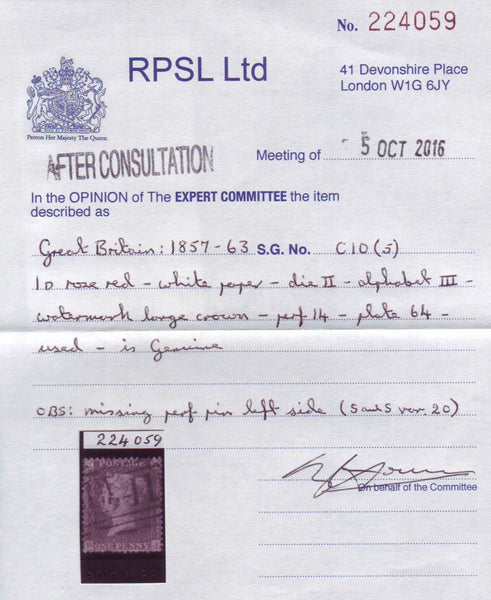 No. 224059
RPSL Ltd
41 Devonshire Place
London W1G 6JY
Patron Her Majesty The Queen
AFTER CONSULTATION
Meeting of - 5 OCT 2016
In the OPINION of The EXPERT COMMITTEE the item
described as
Great Britain: 1857-63 S.G. No. C10(5)
1D rose red - white paper - die II - alphabet III -
watermark large crown - perf 14 - plate 64 -
used - is Genuine
OBS: missing perf pin left side (S and S var. 20)
224059
POSTAGE
ONE PENNY
On behalf of the Committee